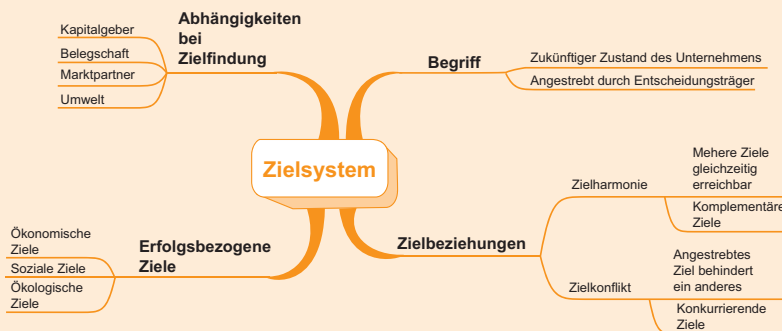 Abhängigkeiten
bei
Zielfindung
Kapitalgeber
Belegschaft
Marktpartner
Umwelt
Begriff
Zukünftiger Zustand des Unternehmens
Angestrebt durch Entscheidungsträger
Zielsystem
Erfolgsbezogene
Ziele
Ökonomische
Ziele
Soziale Ziele
Ökologische
Ziele
Zielbeziehungen
Zielharmonie
Mehere Ziele
gleichzeitig
erreichbar
Komplementäre
Ziele
Zielkonflikt
Angestrebtes
Ziel behindert
ein anderes
Konkurrierende
Ziele